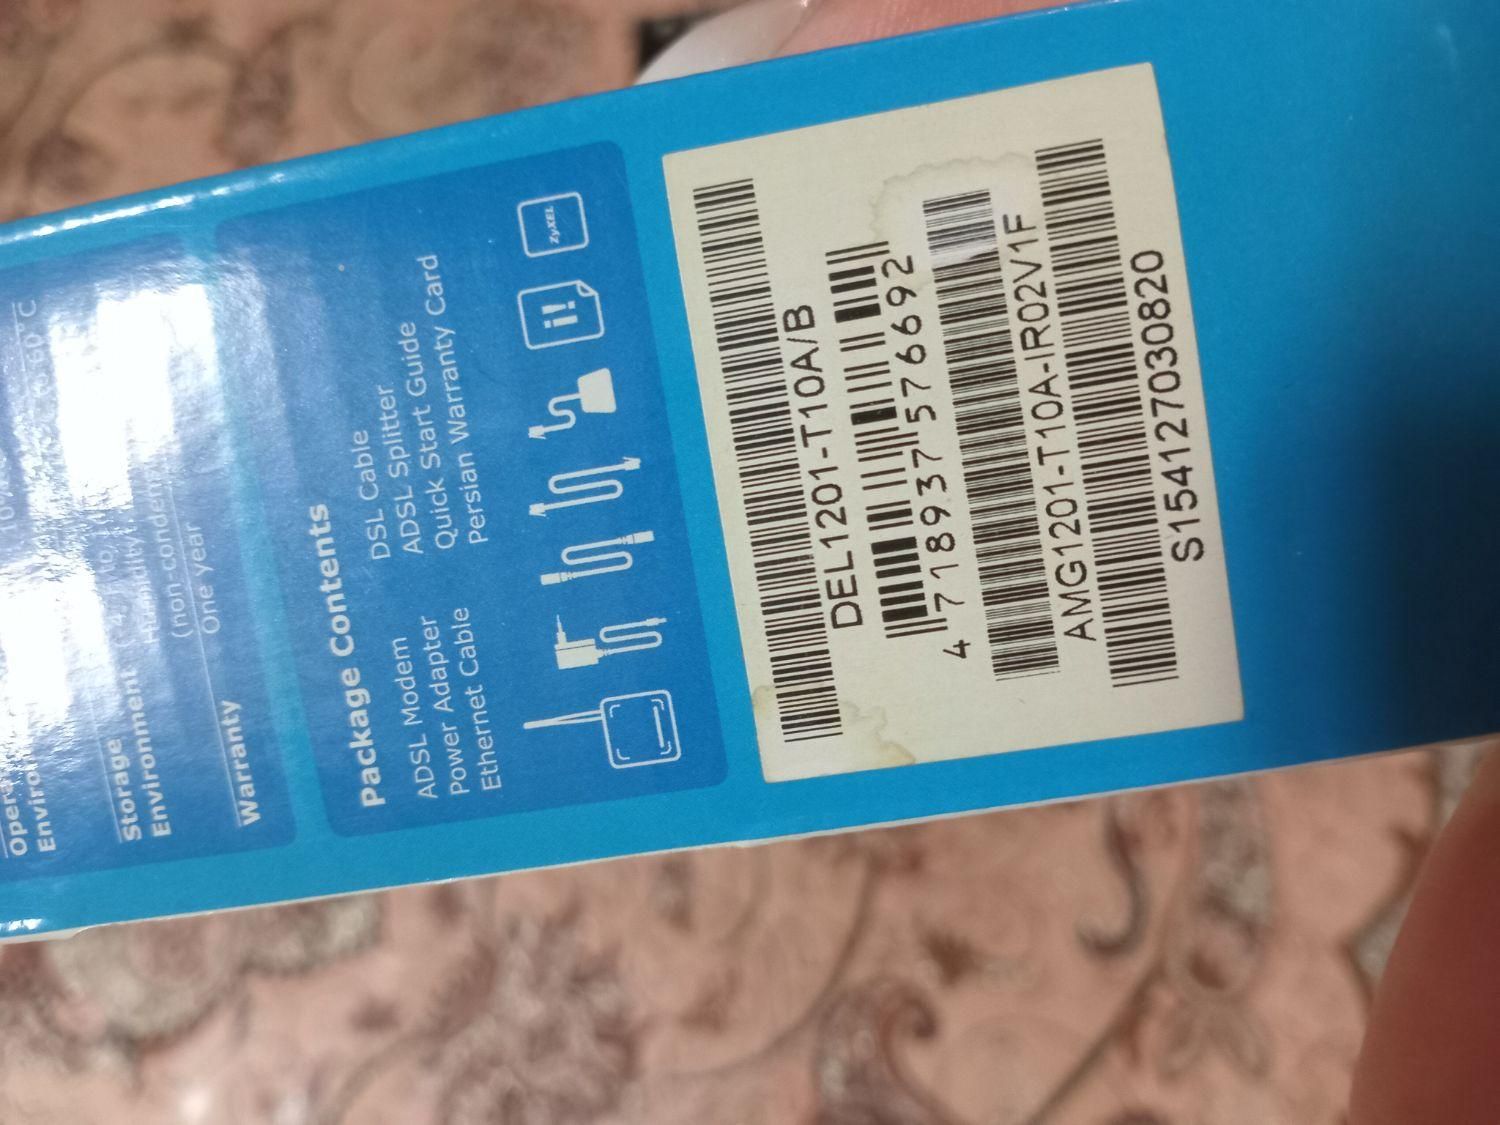 Storage
Environment
(non-conden
Warranty
One year
Package Contents
ADSL Modem
Power Adapter
Ethernet Cable
DSL Cable
ADSL Splitter
Quick Start Guide
Persian Warranty Card
i!
ZyXEL
DEL1201-T10A/B
4 718937 576692
AMG1201-T10A-IR02V1F
S154127030820